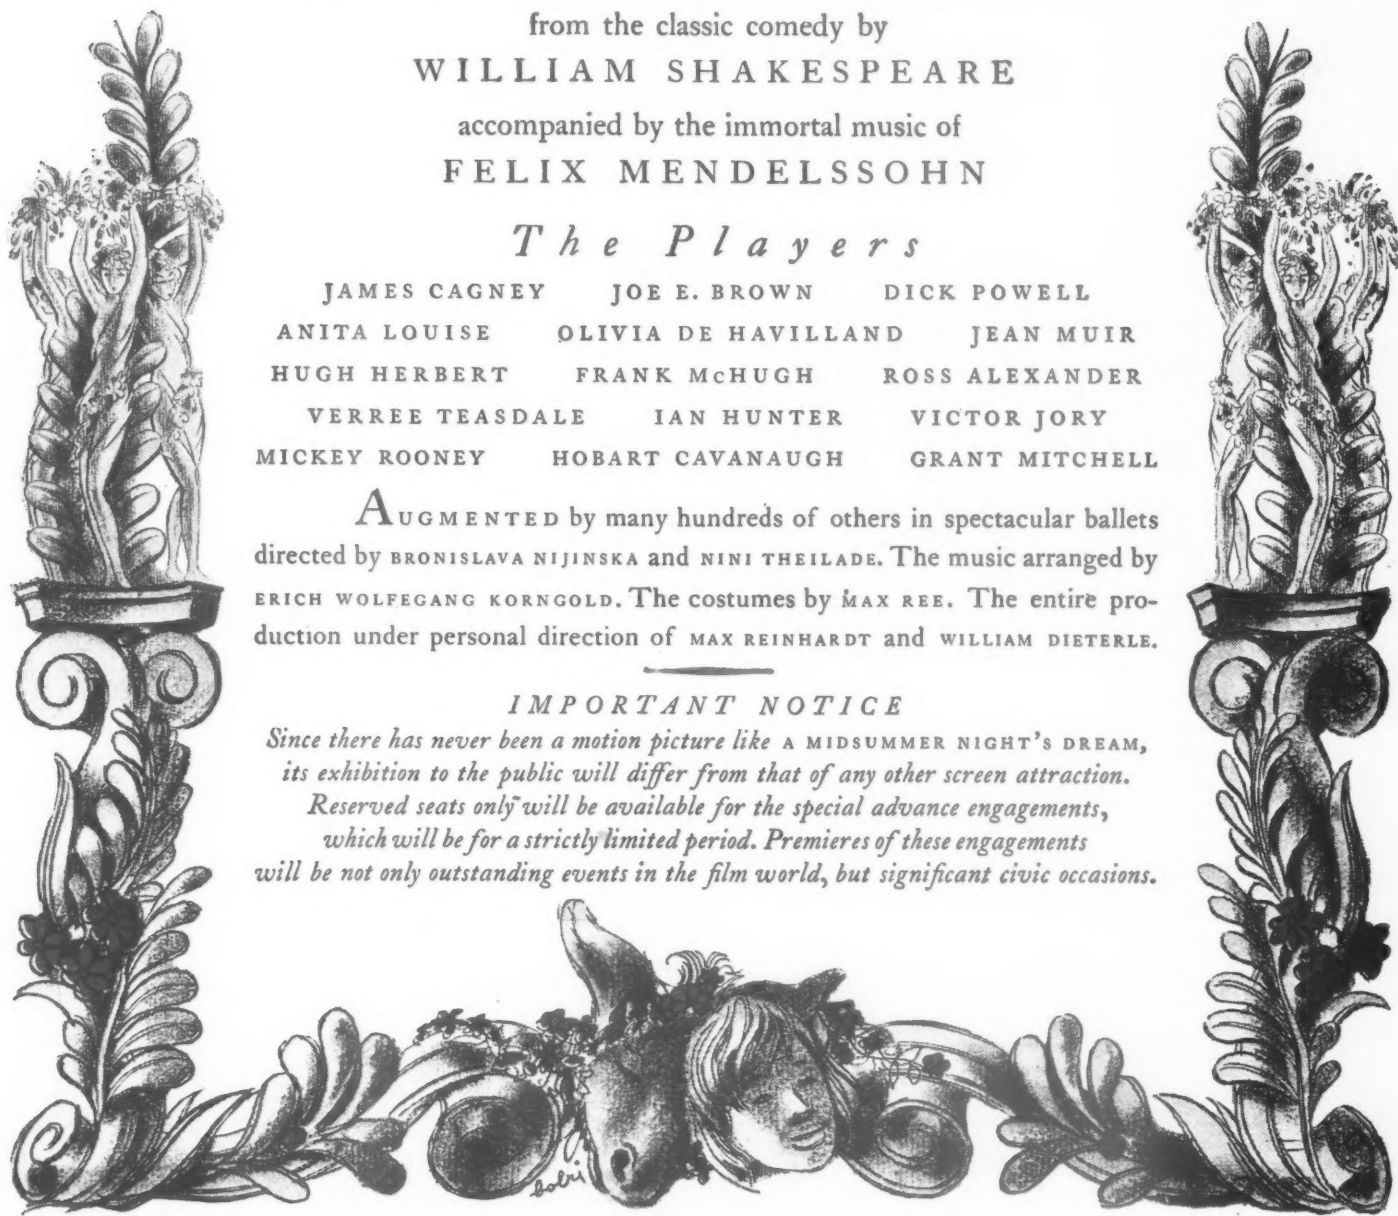 from the classic comedy by
WILLIAM SHAKESPEARE
accompanied by the immortal music of
FELIX MENDELSSOHN
The Players
JAMES CAGNEY JOE E. BROWN DICK POWELL
ANITA LOUISE OLIVIA DE HAVILLAND JEAN MUIR
HUGH HERBERT FRANK McHUGH ROSS ALEXANDER
VERREE TEASDALE IAN HUNTER VICTOR JORY
MICKEY ROONEY HOBART CAVANAUGH GRANT MITCHELL
AUGMENTED by many hundreds of others in spectacular ballets
directed by BRONISLAVA NIJINSKA and NINI THEILADE. The music arranged by
ERICH WOLFEGANG KORNGOLD. The costumes by MAX REE. The entire pro-
duction under personal direction of MAX REINHARDT and WILLIAM DIETERLE.
IMPORTANT NOTICE
Since there has never been a motion picture like A MIDSUMMER NIGHT'S DREAM,
its exhibition to the public will differ from that of any other screen attraction.
Reserved seats only will be available for the special advance engagements,
which will be for a strictly limited period. Premieres of these engagements
will be not only outstanding events in the film world, but significant civic occasions.
bobri